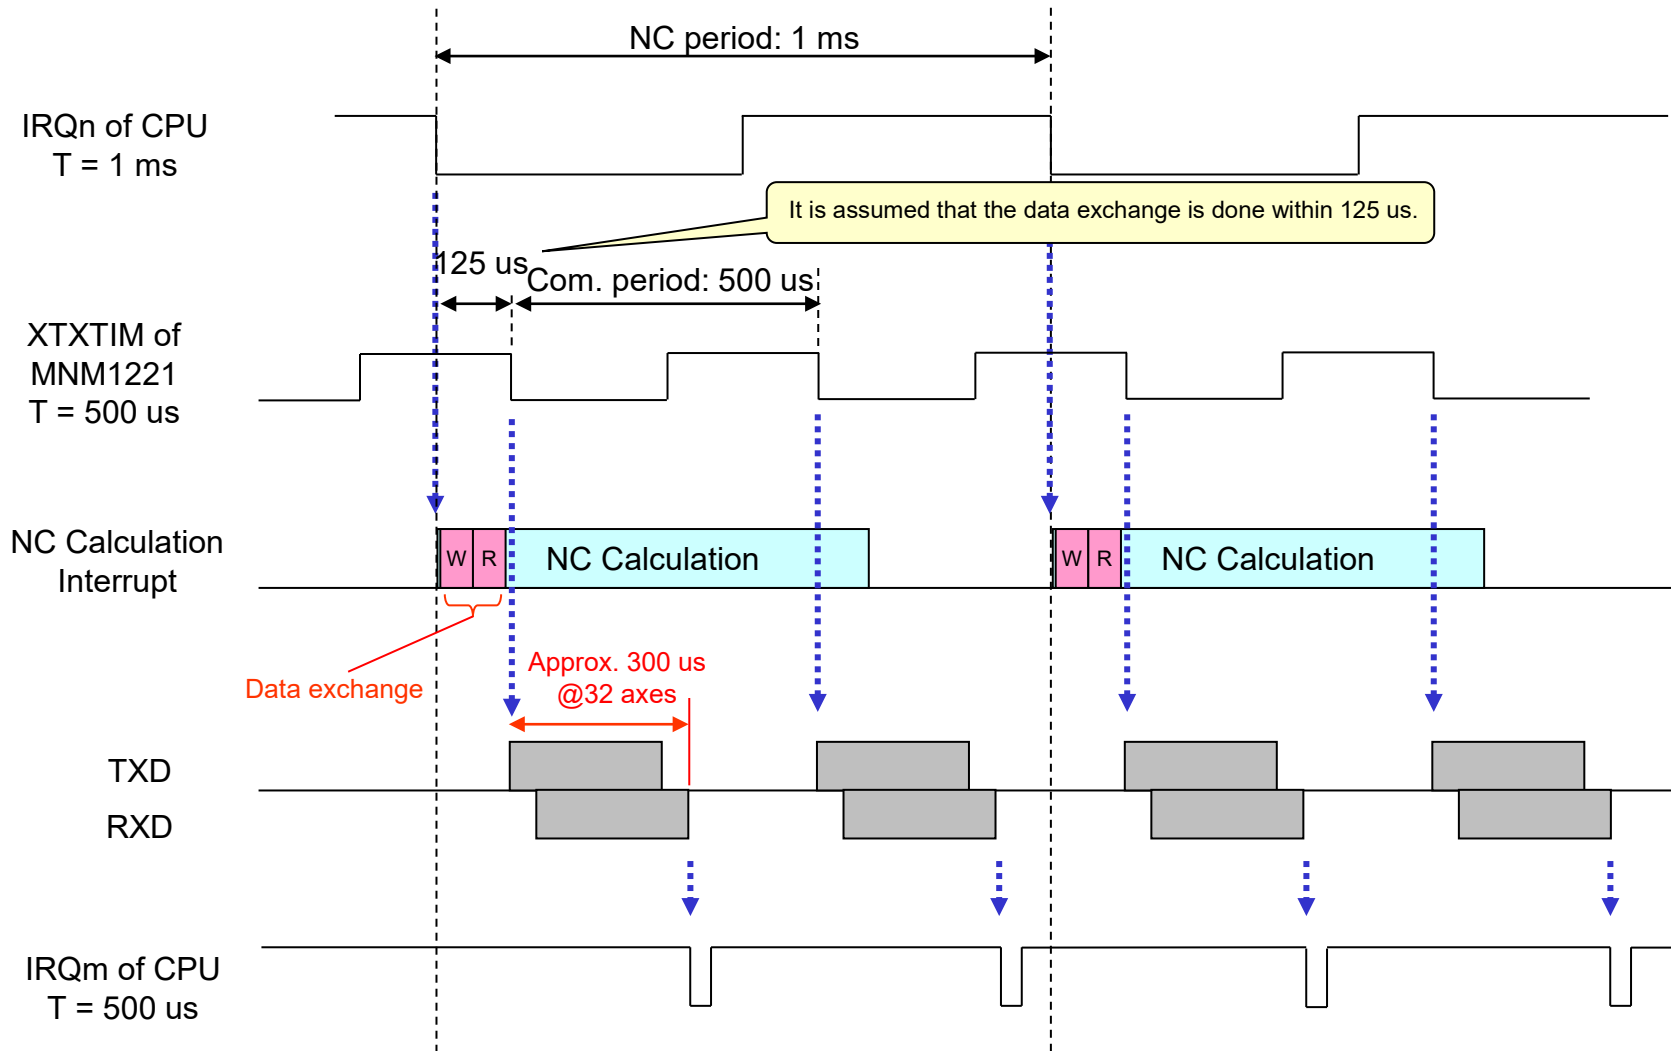 NC period: 1 ms
IRQn of CPU
T = 1 ms
It is assumed that the data exchange is done within 125 us.
125 us
Com. period: 500 us
XTXTIM of
MNM1221
T = 500 us
NC Calculation
Interrupt
W
R
NC Calculation
W
R
NC Calculation
Data exchange
Approx. 300 us
@32 axes
TXD
RXD
IRQm of CPU
T = 500 us